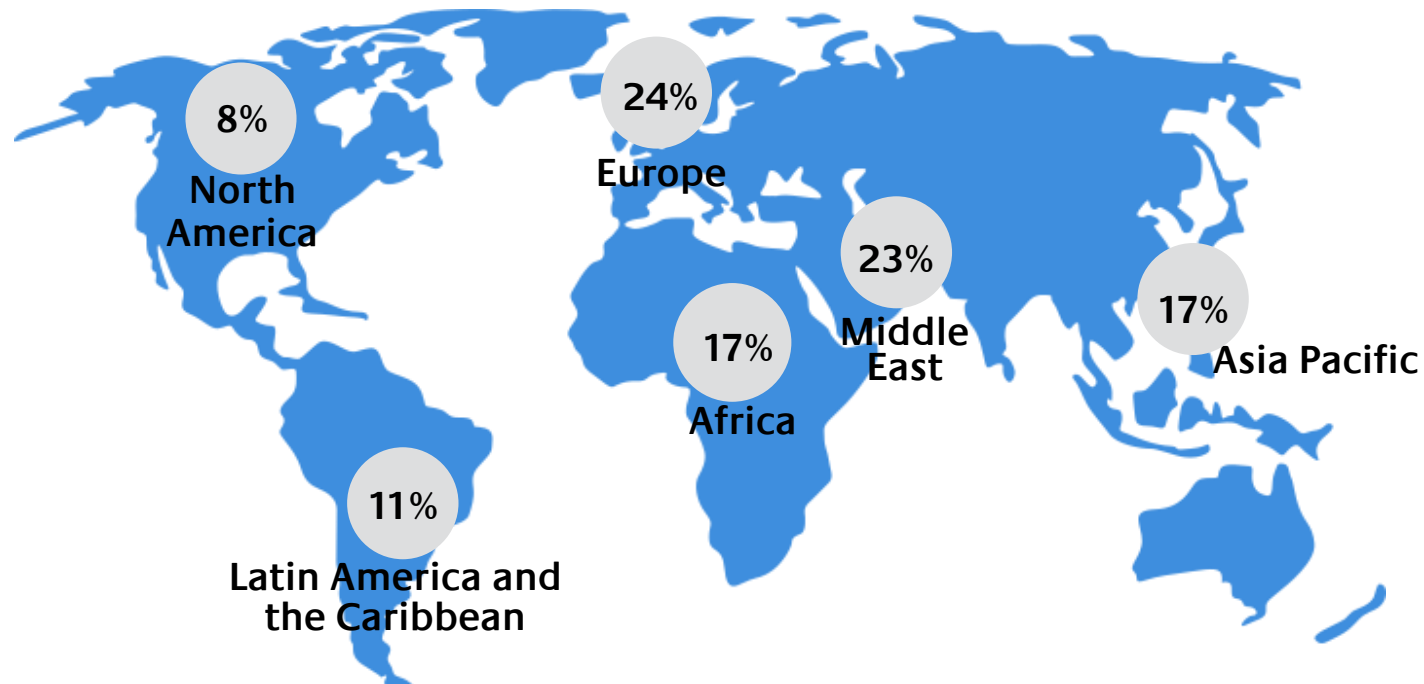 8%
North
America
24%
Europe
23%
Middle
East
17%
Africa
17%
Asia Pacific
11%
Latin America and
the Caribbean